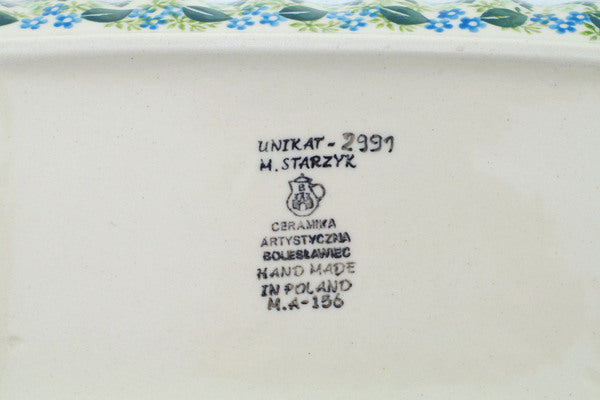 UNIKAT - 2991
M. STARZYK
B
CERAMIKA
ARTYSTYCZNA
BOLESŁAWIEC
HAND MADE
IN POLAND
M.A-156